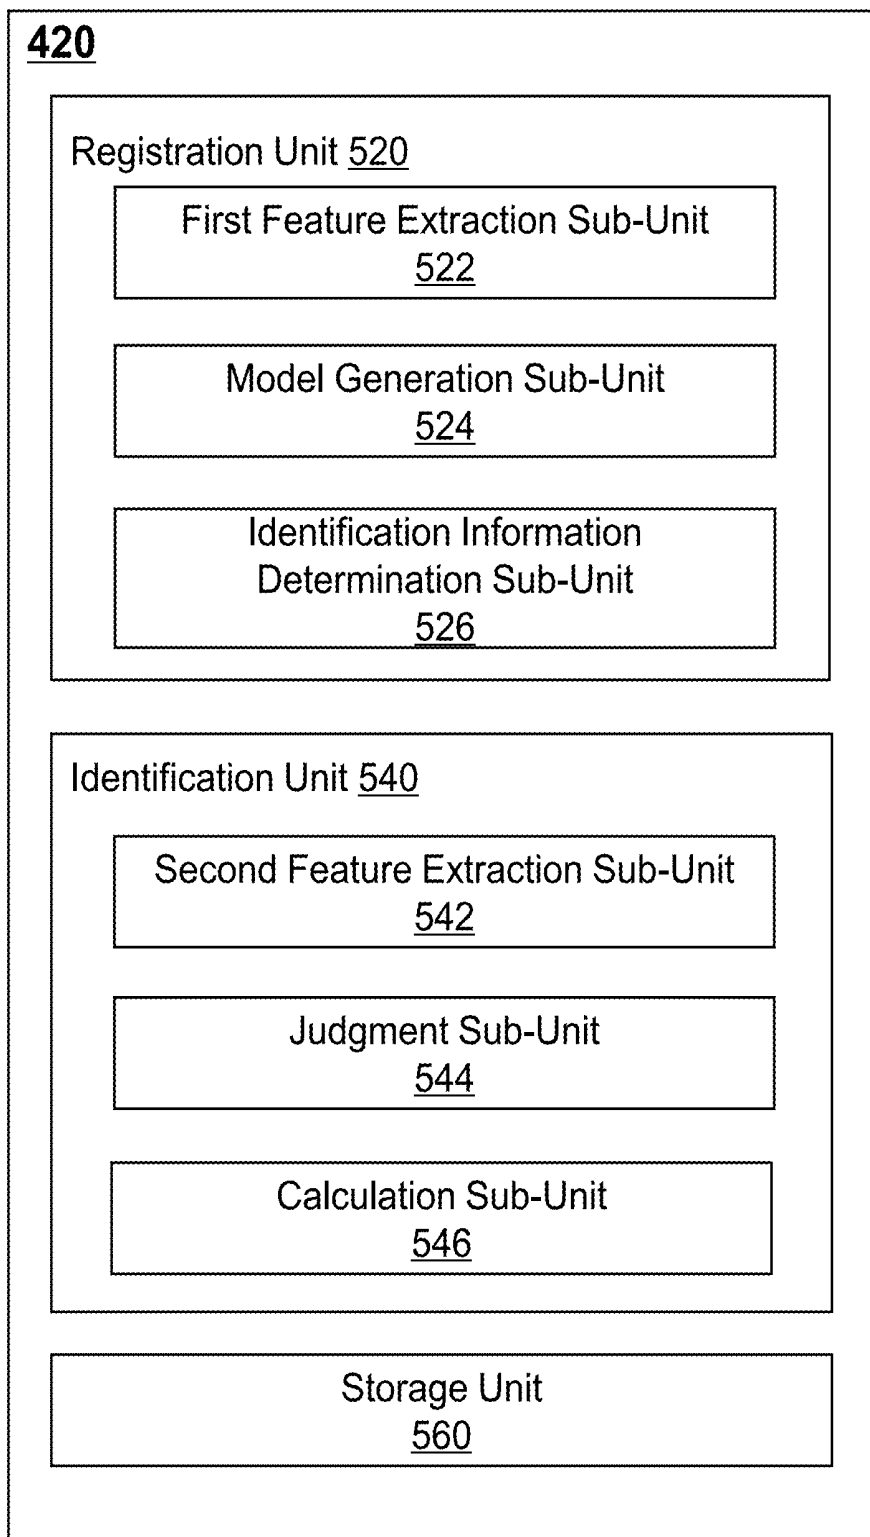 420
Registration Unit 520
First Feature Extraction Sub-Unit
522
Model Generation Sub-Unit
524
Identification Information
Determination Sub-Unit
526
Identification Unit 540
Second Feature Extraction Sub-Unit
542
Judgment Sub-Unit
544
Calculation Sub-Unit
546
Storage Unit
560